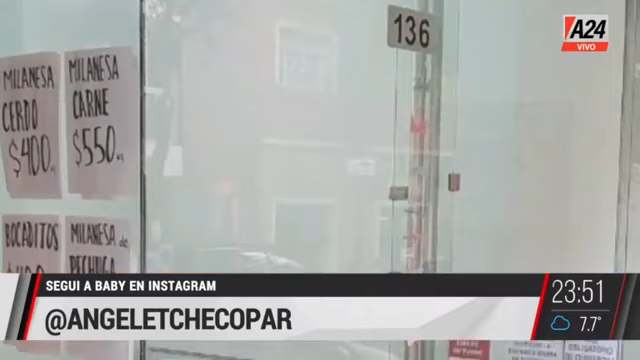 136
A24
VIVO
MILANESA
CERDO
$400
MILANESA
CARNE
$550
BOCADITOS
MILANESA de
PECHUGA
SEGUI A BABY EN INSTAGRAM
@ANGELETCHECOPAR
23:51
7.7°
OBLIGATORIO